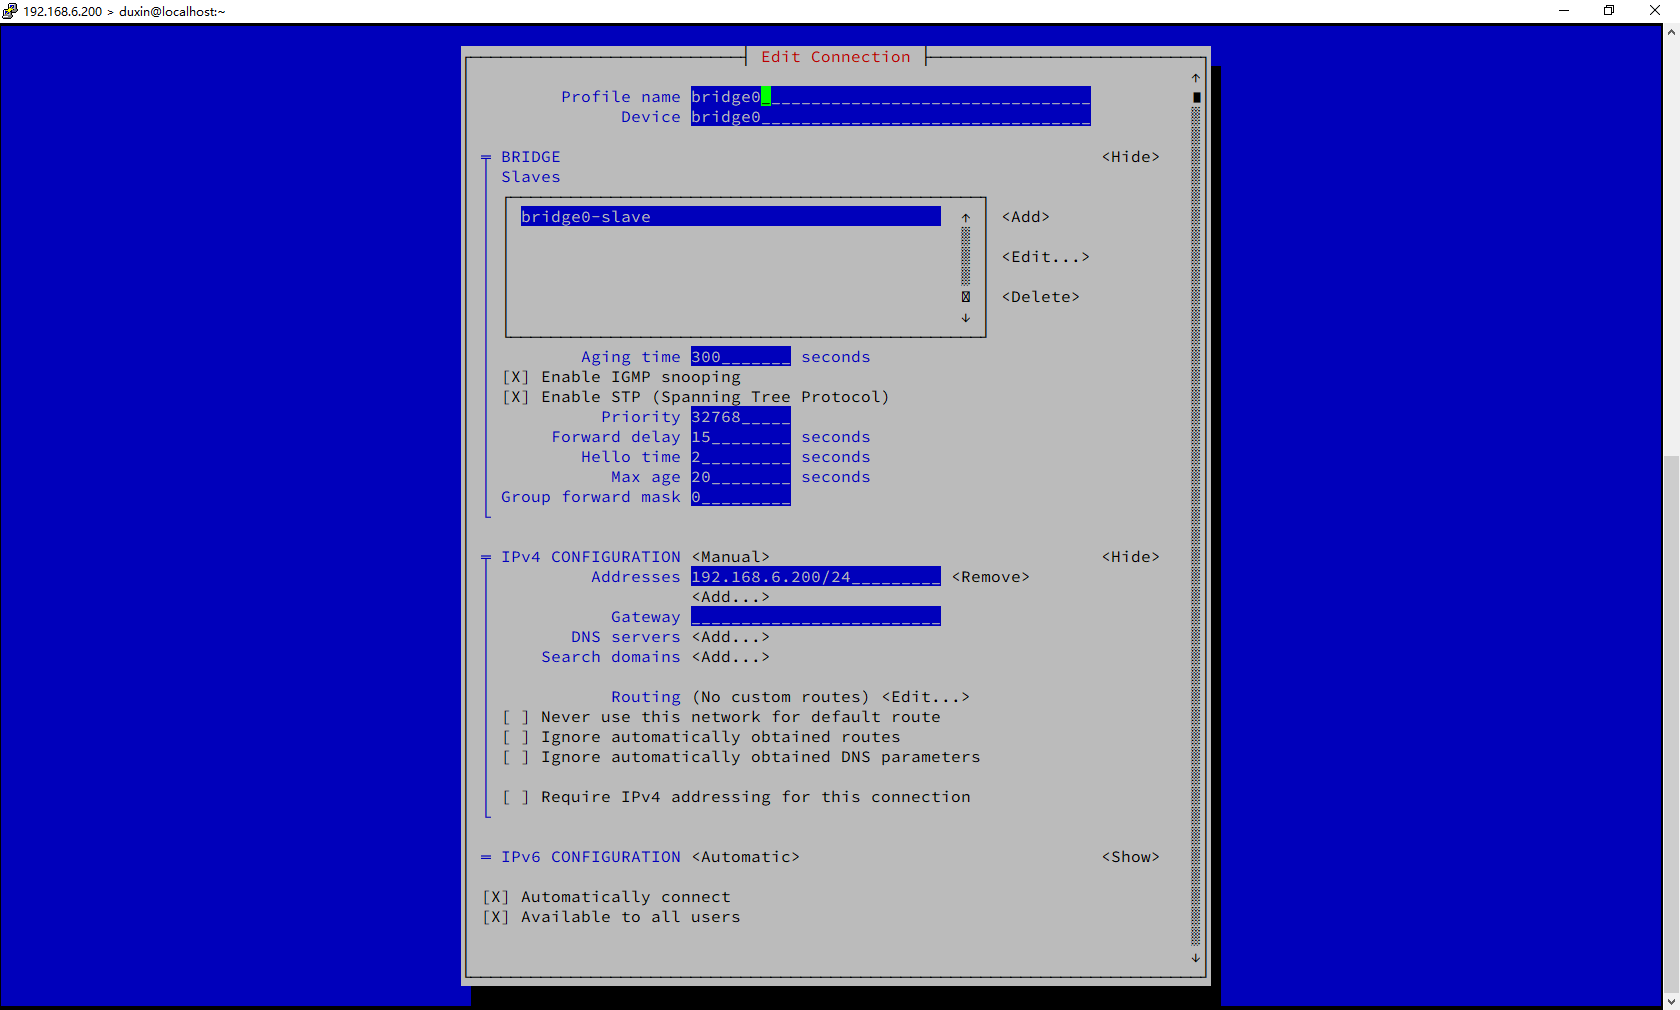 192.168.6.200 > duxin@localhost:~
Edit Connection
Profile name bridge0
Device bridge0
BRIDGE <Hide>
Slaves
bridge0-slave <Add>
<Edit...>
<Delete>
Aging time 300 seconds
[X] Enable IGMP snooping
[X] Enable STP (Spanning Tree Protocol)
Priority 32768
Forward delay 15 seconds
Hello time 2 seconds
Max age 20 seconds
Group forward mask 0
IPv4 CONFIGURATION <Manual> <Hide>
Addresses 192.168.6.200/24 <Remove>
<Add...>
Gateway
DNS servers <Add...>
Search domains <Add...>
Routing (No custom routes) <Edit...>
[ ] Never use this network for default route
[ ] Ignore automatically obtained routes
[ ] Ignore automatically obtained DNS parameters
[ ] Require IPv4 addressing for this connection
IPv6 CONFIGURATION <Automatic> <Show>
[X] Automatically connect
[X] Available to all users